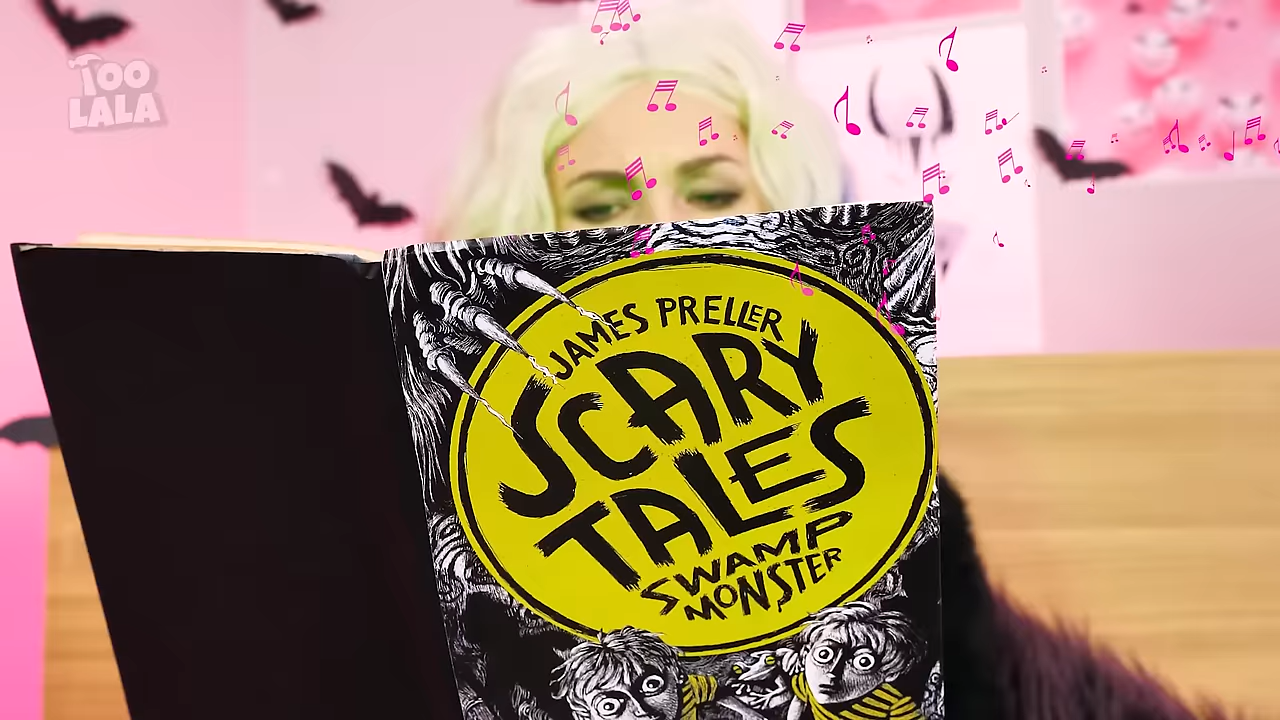 TOO
LALA
JAMES PRELLER
SCARY
TALES
SWAMP
MONSTER